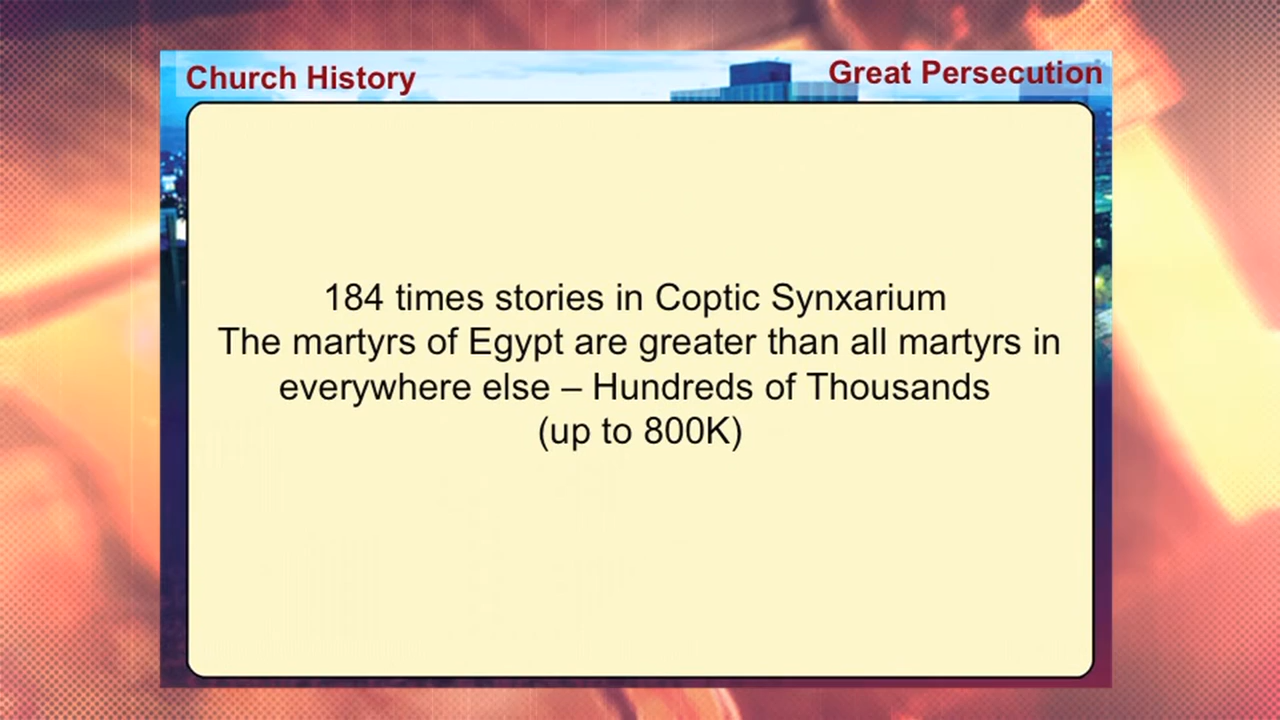 Church History
Great Persecution
184 times stories in Coptic Synxarium
The martyrs of Egypt are greater than all martyrs in
everywhere else – Hundreds of Thousands
(up to 800K)